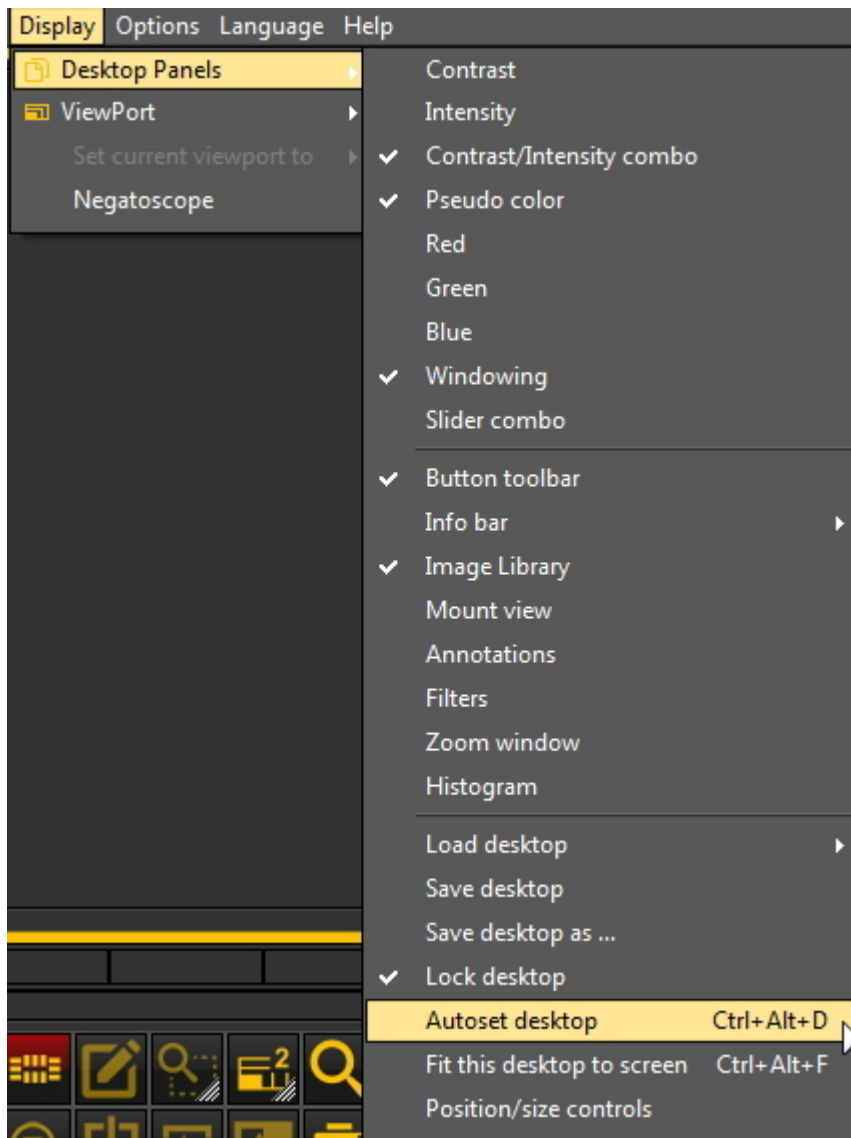 Display Options Language Help
Desktop Panels
ViewPort
Set current viewport to
Negatoscope
Contrast
Intensity
Contrast/Intensity combo
Pseudo color
Red
Green
Blue
Windowing
Slider combo
Button toolbar
Info bar
Image Library
Mount view
Annotations
Filters
Zoom window
Histogram
Load desktop
Save desktop
Save desktop as ...
Lock desktop
Autoset desktop Ctrl+Alt+D
Fit this desktop to screen Ctrl+Alt+F
Position/size controls
2